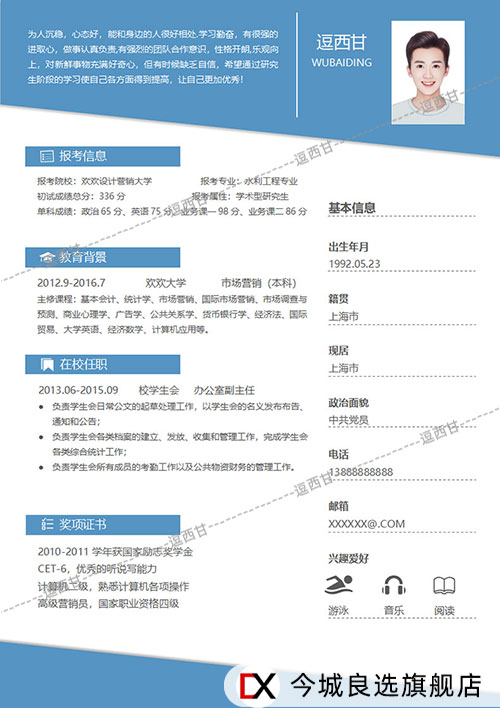 为人沉稳，心态好，能和身边的人很好相处.学习勤奋，有很强的
进取心，做事认真负责,有强烈的团队合作意识，性格开朗,乐观向
上，对新鲜事物充满好奇心，但有时候缺乏自信，希望通过研究
生阶段的学习使自己各方面得到提高，让自己更加优秀！
逗西甘
WUBAIDING
报考信息
报考院校：欢欢设计营销大学 报考专业：水利工程专业
初试成绩总分：336 分 报考属性：学术型研究生
单科成绩：政治 65 分、英语 75 分、业务课一 98 分、业务课二 86 分
教育背景
2012.9-2016.7 欢欢大学 市场营销（本科）
主修课程：基本会计、统计学、市场营销、国际市场营销、市场调查与
预测、商业心理学、广告学、公共关系学、货币银行学、经济法、国际
贸易、大学英语、经济数学、计算机应用等。
在校任职
2013.06-2015.09 校学生会 办公室副主任
● 负责学生会日常公文的起草处理工作，以学生会的名义发布布告、
通知和公告；
● 负责学生会各类档案的建立、发放、收集和管理工作，完成学生会
各类综合统计工作；
● 负责学生会所有成员的考勤工作以及公共物资财务的管理工作。
奖项证书
2010-2011 学年获国家励志奖学金
CET-6，优秀的听说写能力
计算机二级，熟悉计算机各项操作
高级营销员，国家职业资格四级
基本信息
出生年月
1992.05.23
籍贯
上海市
现居
上海市
政治面貌
中共党员
电话
13888888888
邮箱
XXXXXX@.COM
兴趣爱好
游泳 音乐 阅读
逗西甘
逗西甘
逗西甘
逗西甘
逗西甘
DX 今城良选旗舰店